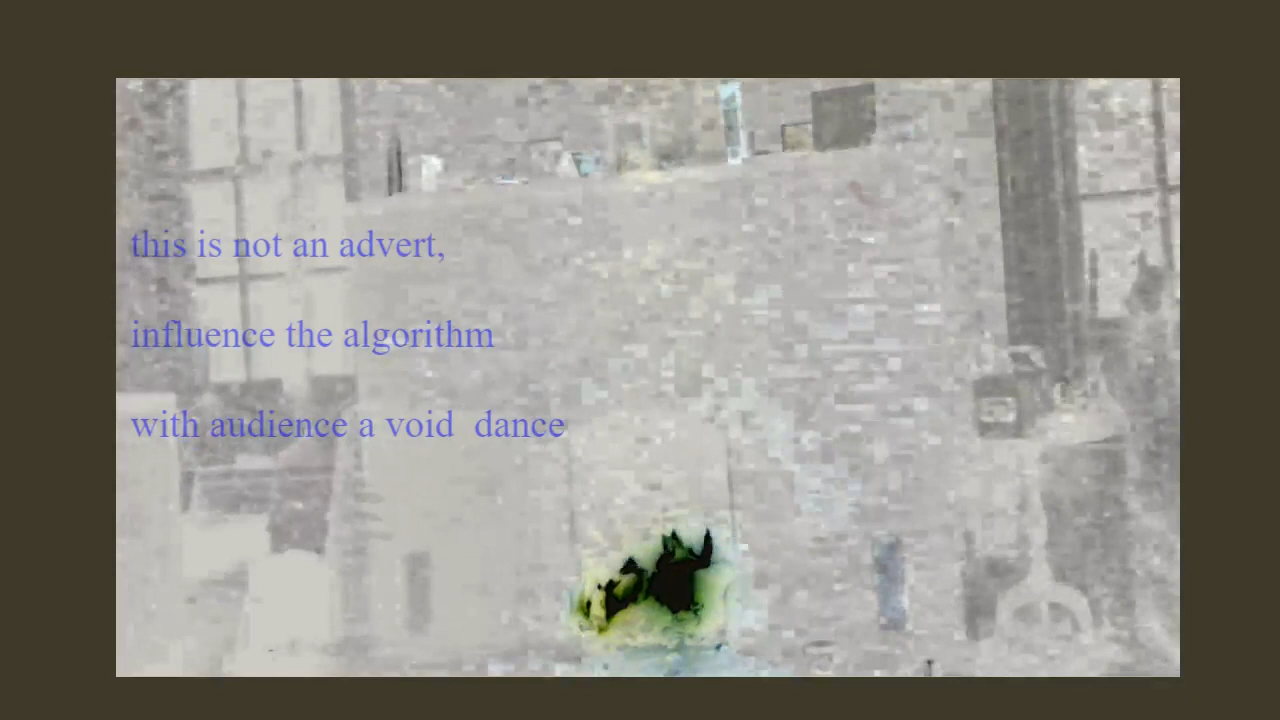 this is not an advert,
influence the algorithm
with audience a void  dance